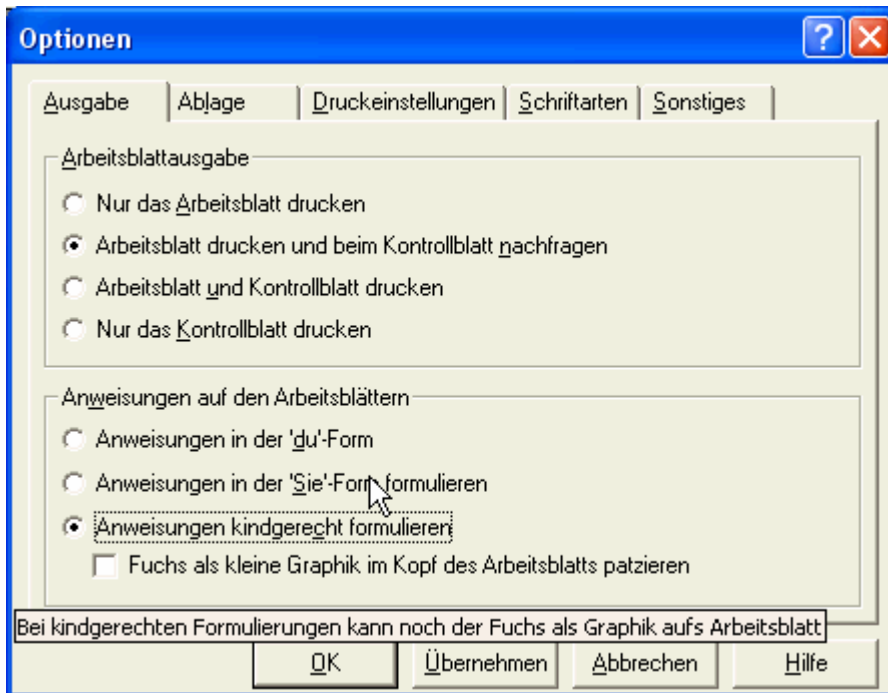 Optionen
Ausgabe Ablage Druckeinstellungen Schriftarten Sonstiges
Arbeitsblattausgabe
Nur das Arbeitsblatt drucken
Arbeitsblatt drucken und beim Kontrollblatt nachfragen
Arbeitsblatt und Kontrollblatt drucken
Nur das Kontrollblatt drucken
Anweisungen auf den Arbeitsblättern
Anweisungen in der 'du'-Form
Anweisungen in der 'Sie'-Form formulieren
Anweisungen kindgerecht formulieren
Fuchs als kleine Graphik im Kopf des Arbeitsblatts patzieren
Bei kindgerechten Formulierungen kann noch der Fuchs als Graphik aufs Arbeitsblatt
OK Übernehmen Abbrechen Hilfe